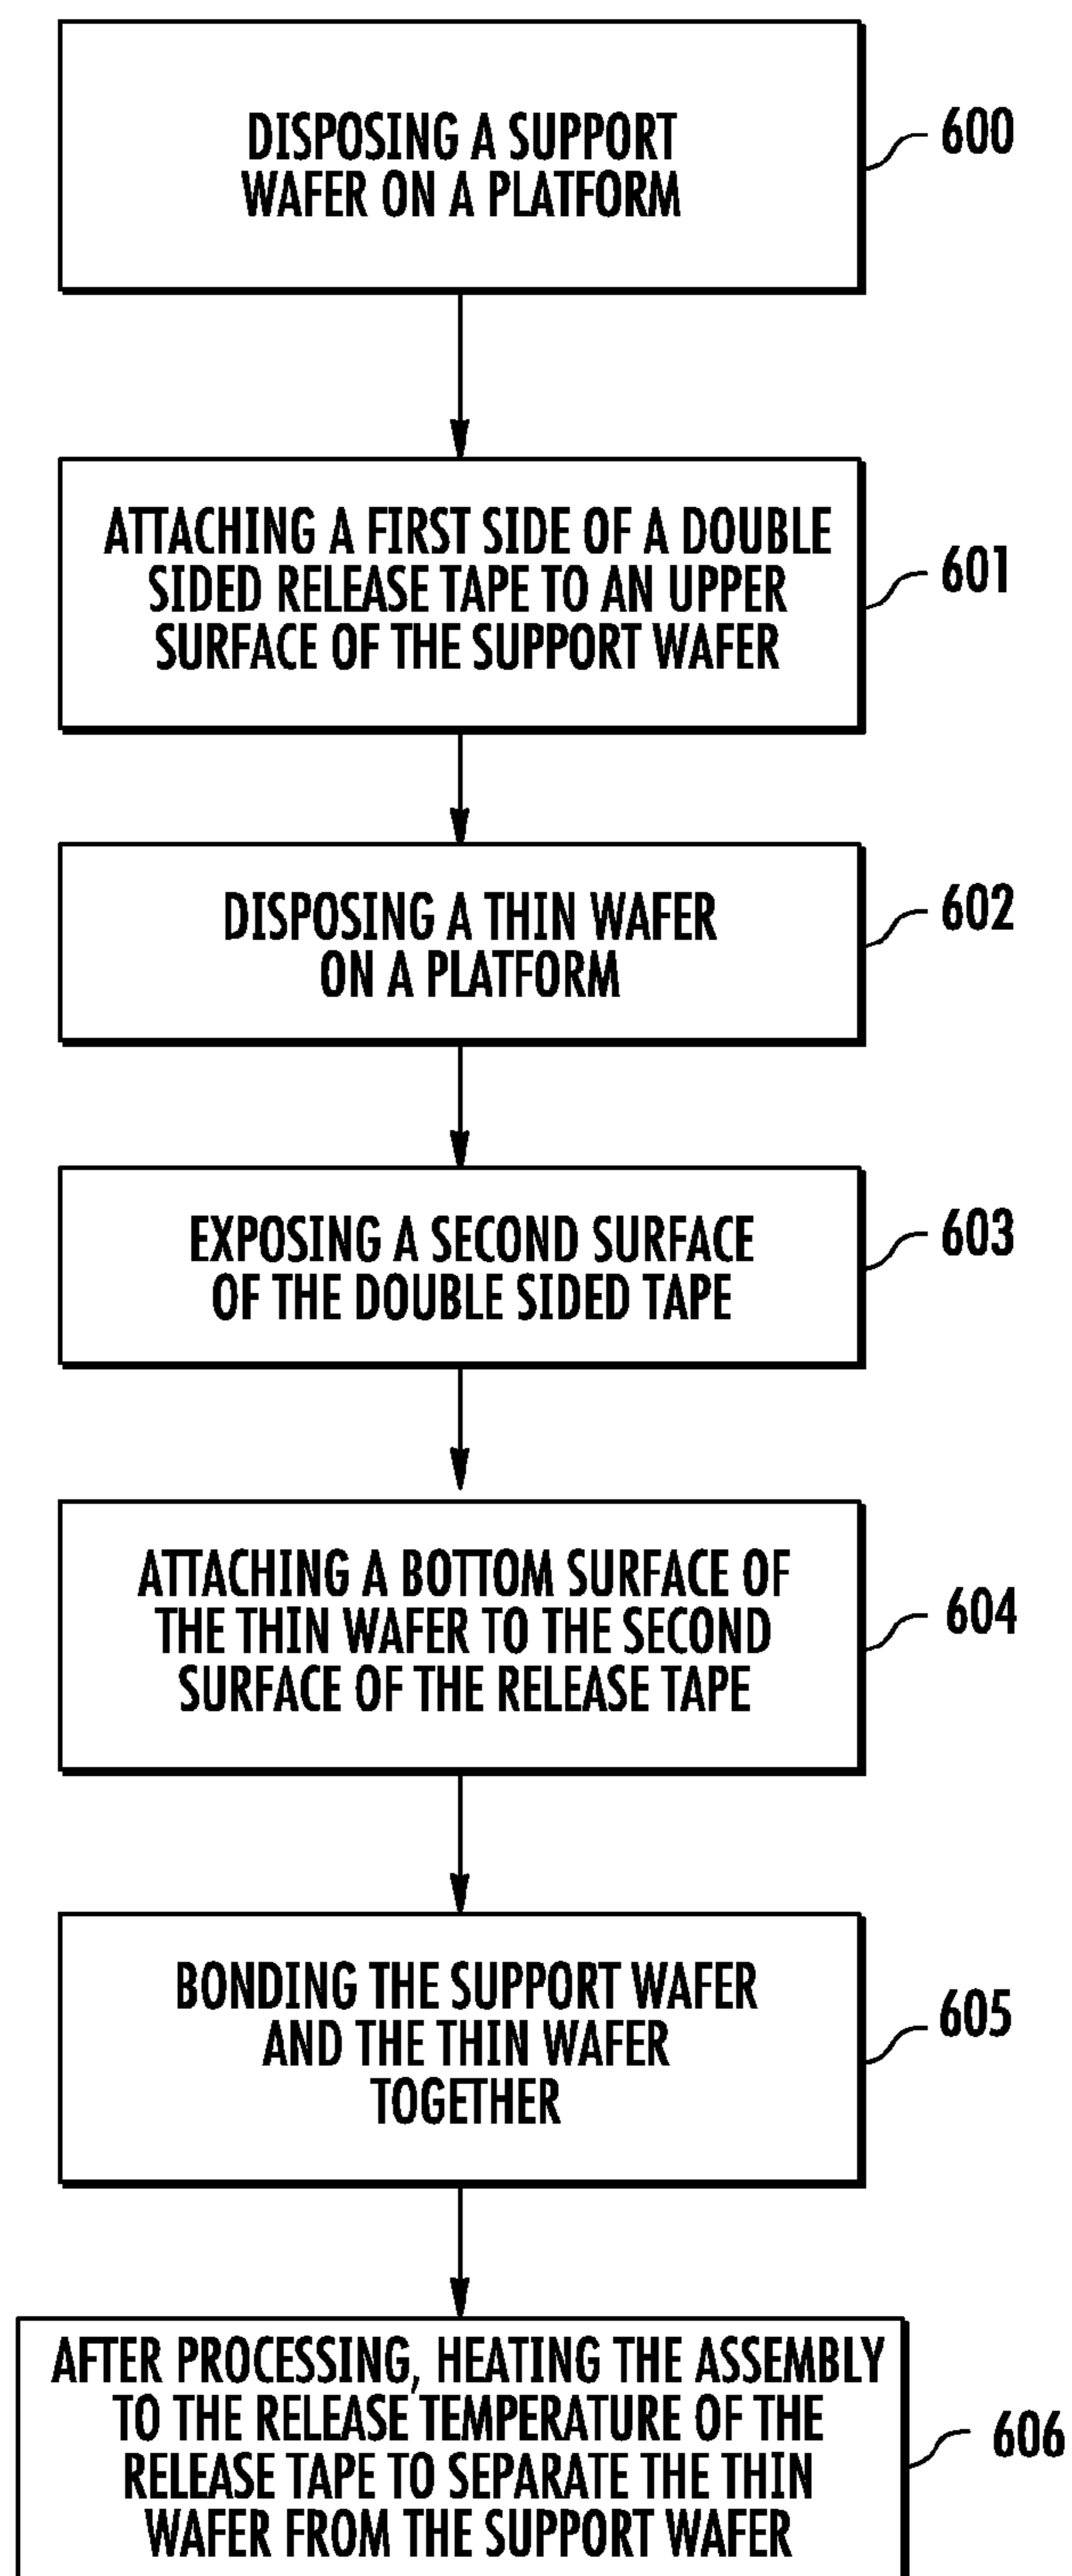 DISPOSING A SUPPORT
WAFER ON A PLATFORM
600
ATTACHING A FIRST SIDE OF A DOUBLE
SIDED RELEASE TAPE TO AN UPPER
SURFACE OF THE SUPPORT WAFER
601
DISPOSING A THIN WAFER
ON A PLATFORM
602
EXPOSING A SECOND SURFACE
OF THE DOUBLE SIDED TAPE
603
ATTACHING A BOTTOM SURFACE OF
THE THIN WAFER TO THE SECOND
SURFACE OF THE RELEASE TAPE
604
BONDING THE SUPPORT WAFER
AND THE THIN WAFER
TOGETHER
605
AFTER PROCESSING, HEATING THE ASSEMBLY
TO THE RELEASE TEMPERATURE OF THE
RELEASE TAPE TO SEPARATE THE THIN
WAFER FROM THE SUPPORT WAFER
606